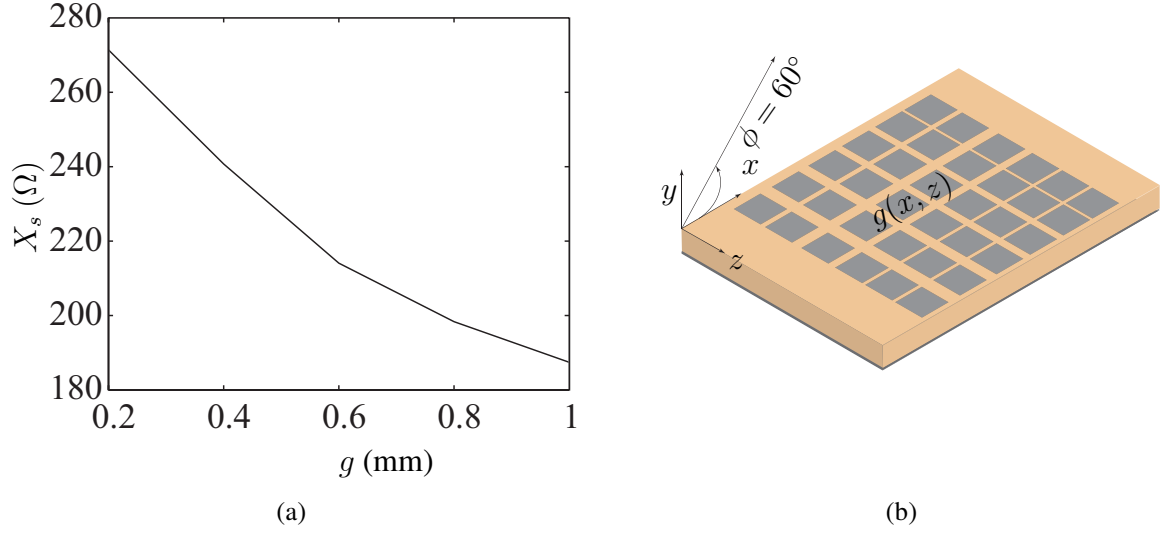 280
260
240
220
200
180
X_s (Ω)
0.2 0.4 0.6 0.8 1
g (mm)
(a)
ϕ = 60°
x
y
z
g(x, z)
(b)